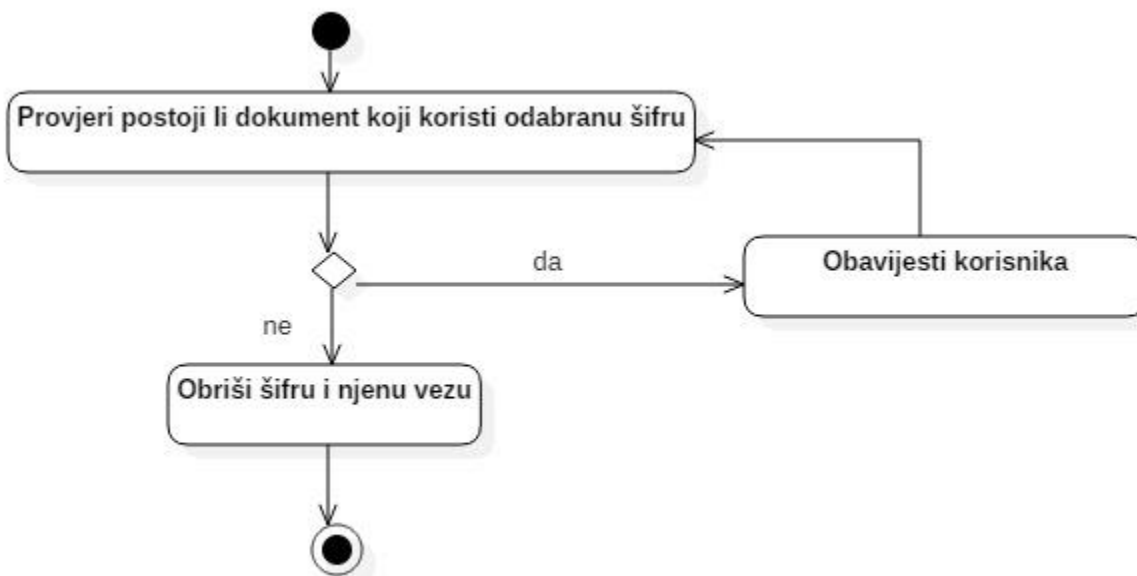 Provjeri postoji li dokument koji koristi odabranu šifru
da
Obavijesti korisnika
ne
Obriši šifru i njenu vezu